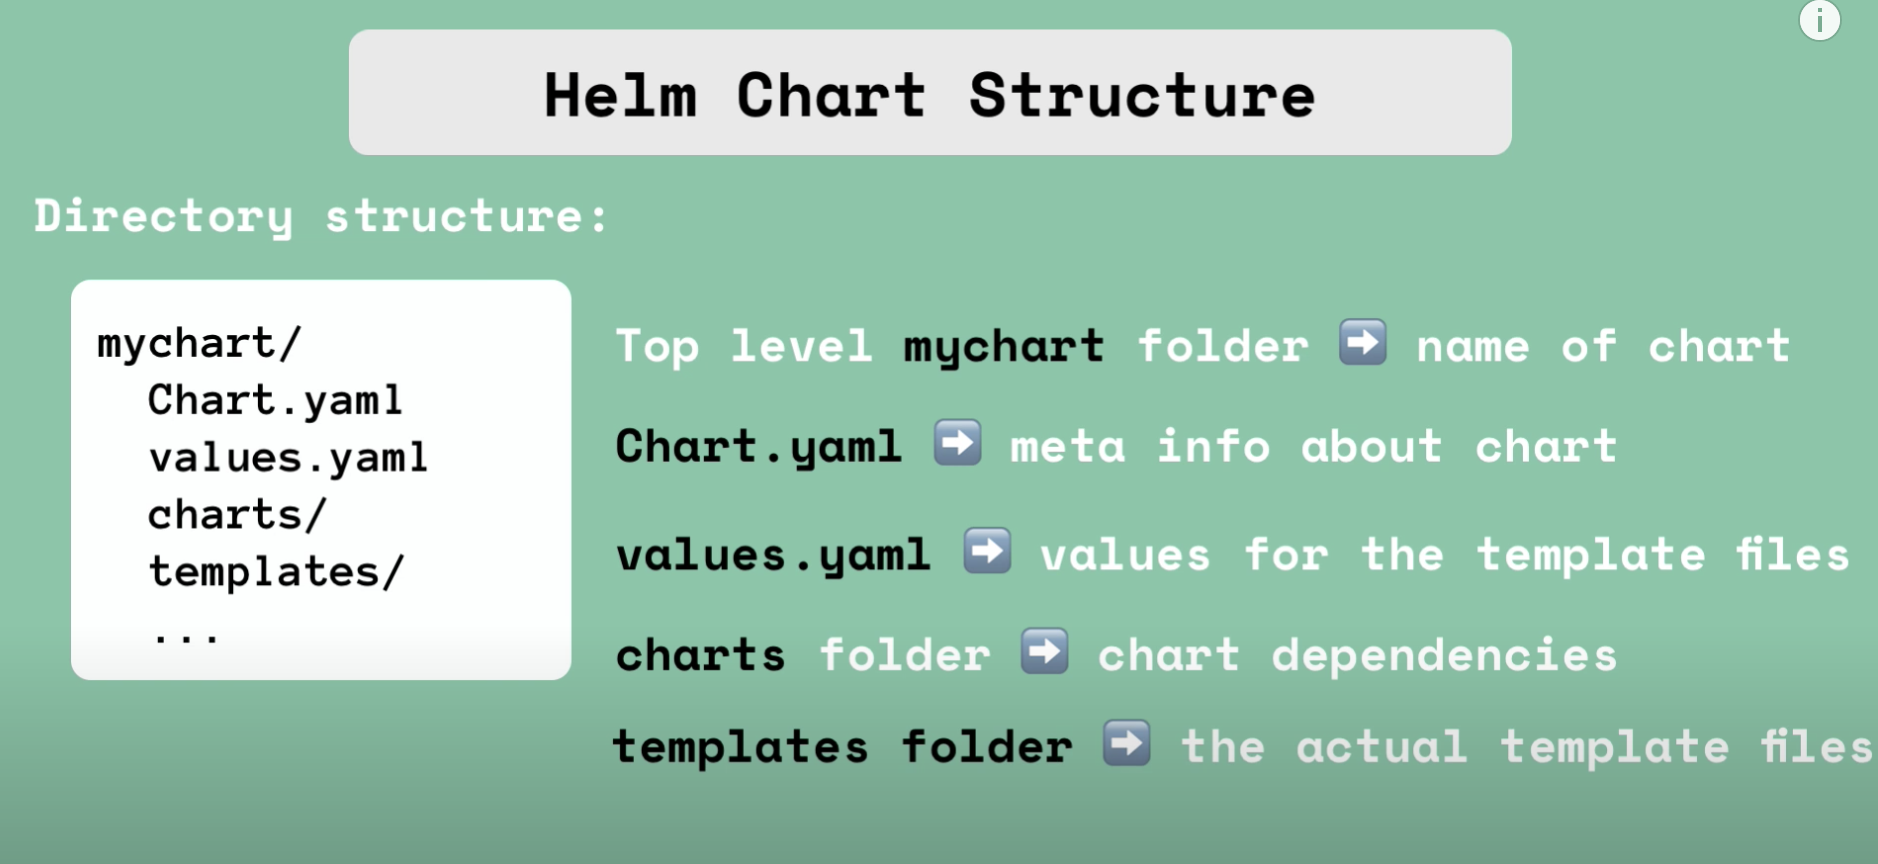 i
Helm Chart Structure
Directory structure:
mychart/
Chart.yaml
values.yaml
charts/
templates/
...
Top level mychart folder ➡ name of chart
Chart.yaml ➡ meta info about chart
values.yaml ➡ values for the template files
charts folder ➡ chart dependencies
templates folder ➡ the actual template files